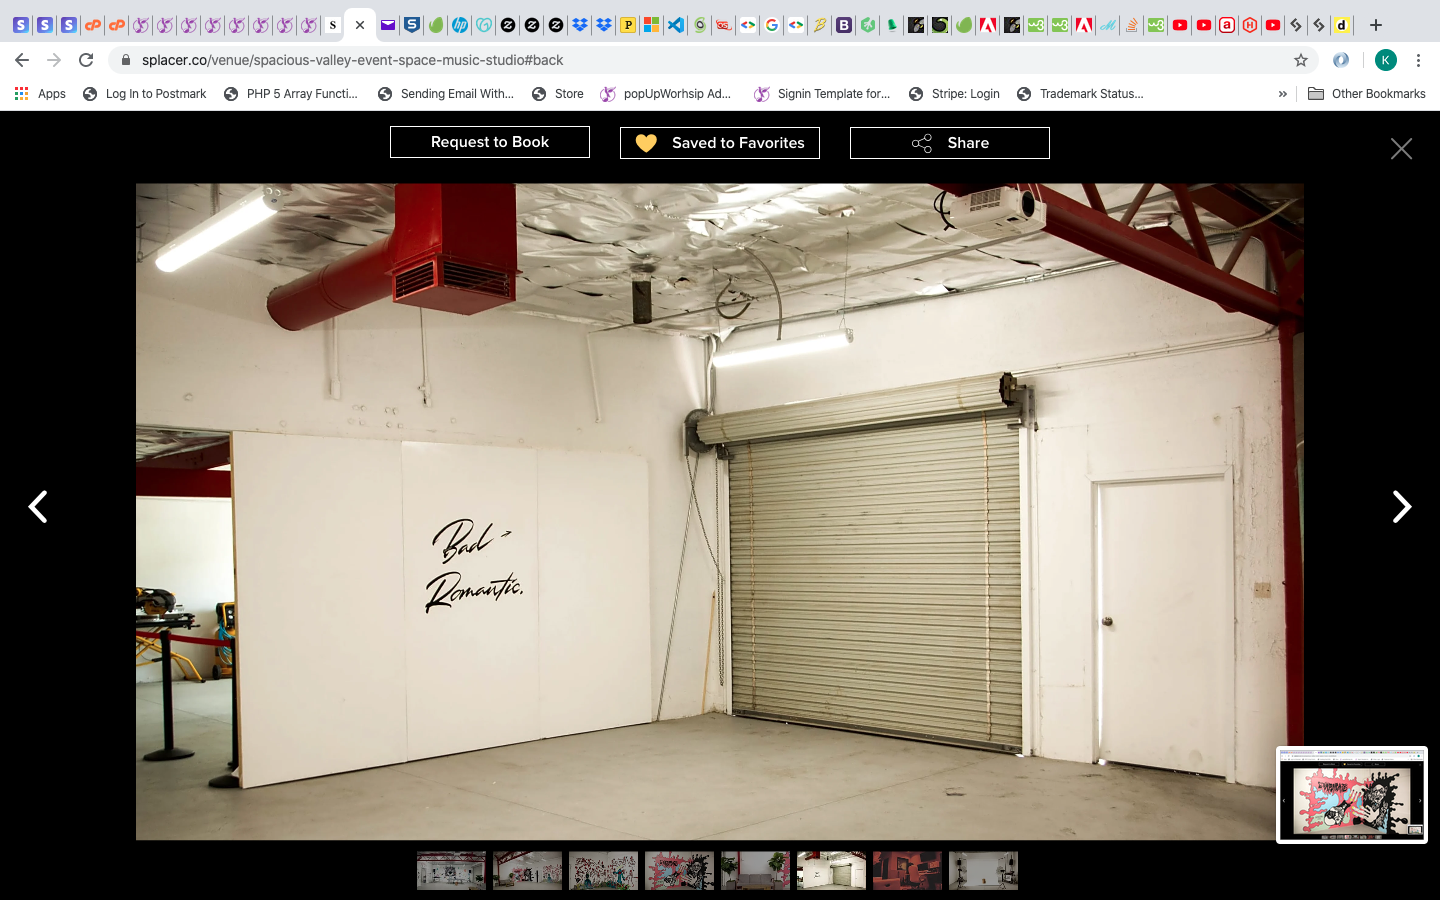 splacer.co/venue/spacious-valley-event-space-music-studio#back
K
Apps
Log In to Postmark
PHP 5 Array Functi...
Sending Email With...
Store
popUpWorhsip Ad...
Signin Template for...
Stripe: Login
Trademark Status...
»
Other Bookmarks
Request to Book
Saved to Favorites
Share
Bad
Romantic.